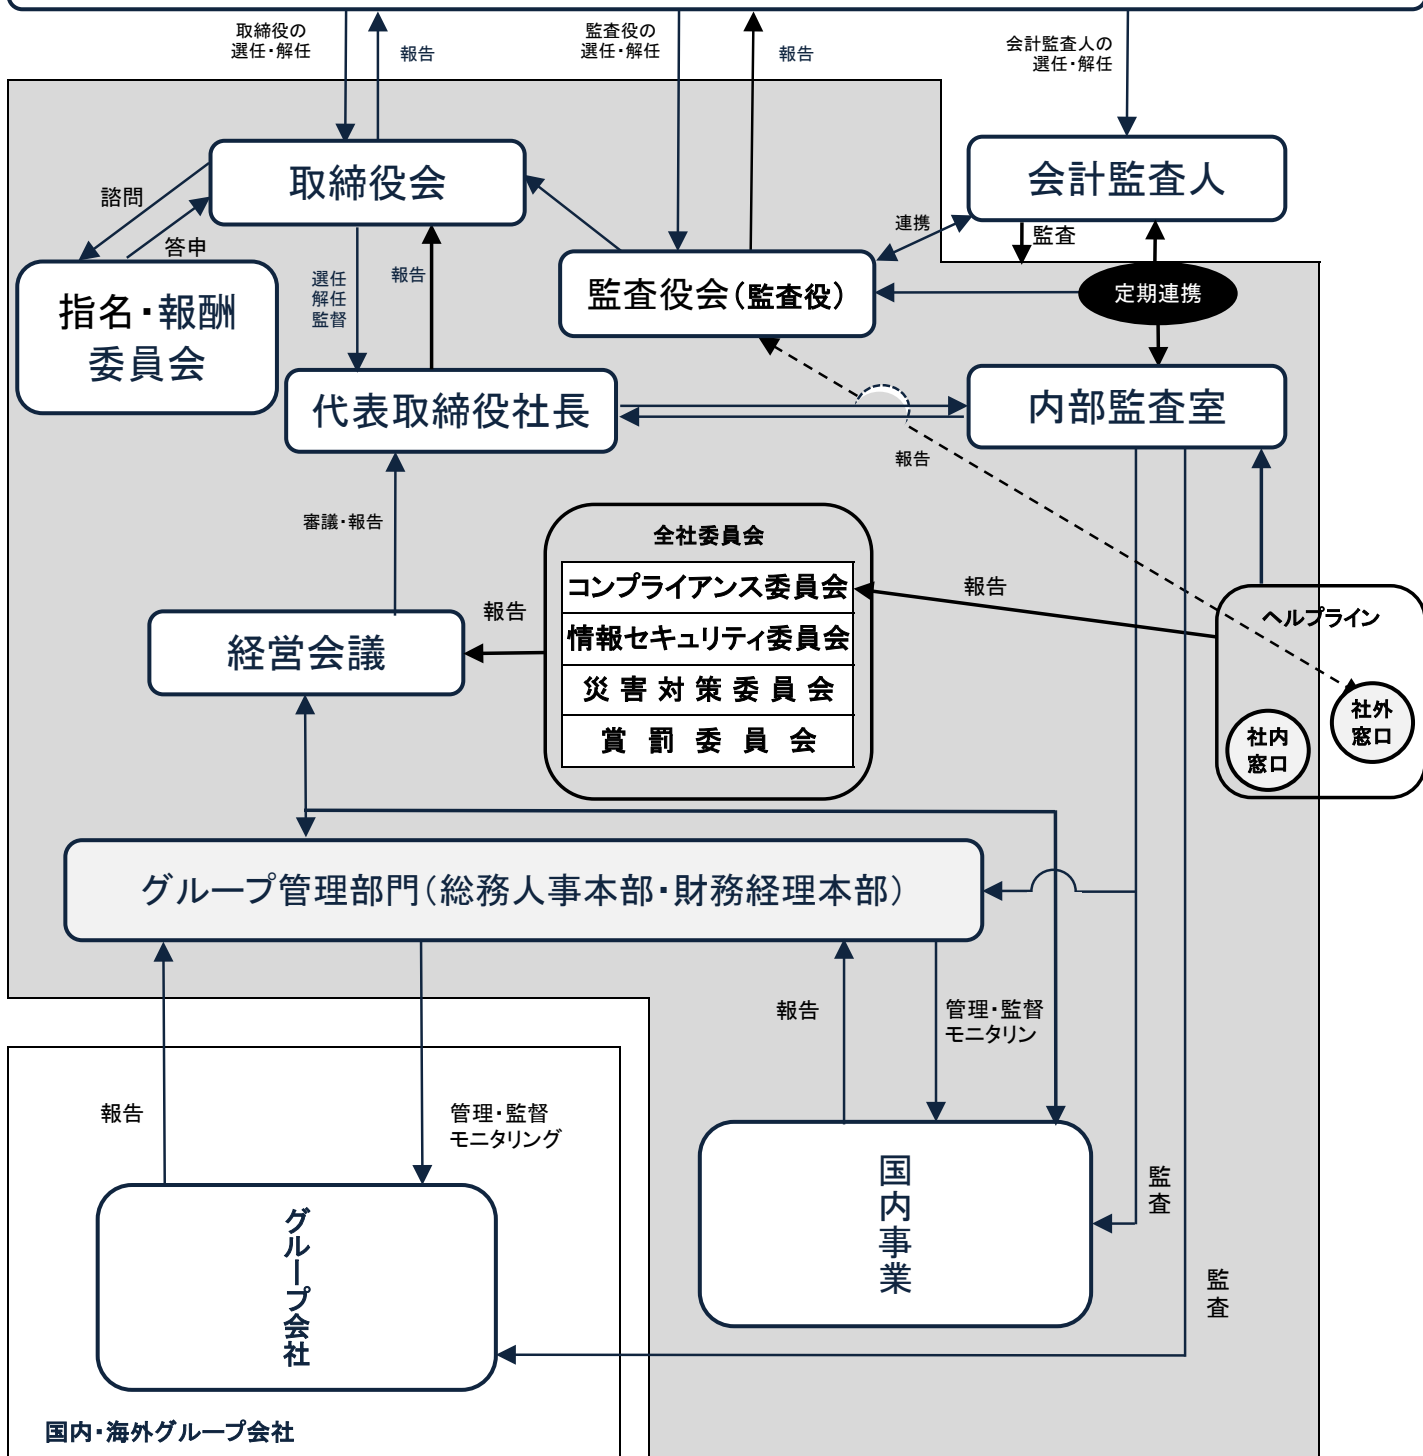 取締役の
選任・解任
報告
監査役の
選任・解任
報告
会計監査人の
選任・解任
取締役会
会計監査人
諮問
答申
連携
監査
選任
解任
監督
報告
監査役会（監査役）
定期連携
指名・報酬
委員会
代表取締役社長
内部監査室
報告
審議・報告
全社委員会
コンプライアンス委員会
情報セキュリティ委員会
災害対策委員会
賞罰委員会
報告
報告
ヘルプライン
経営会議
社外
窓口
社内
窓口
グループ管理部門（総務人事本部・財務経理本部）
報告
管理・監督
モニタリン
報告
管理・監督
モニタリング
国内事業
監査
グループ会社
監査
国内・海外グループ会社